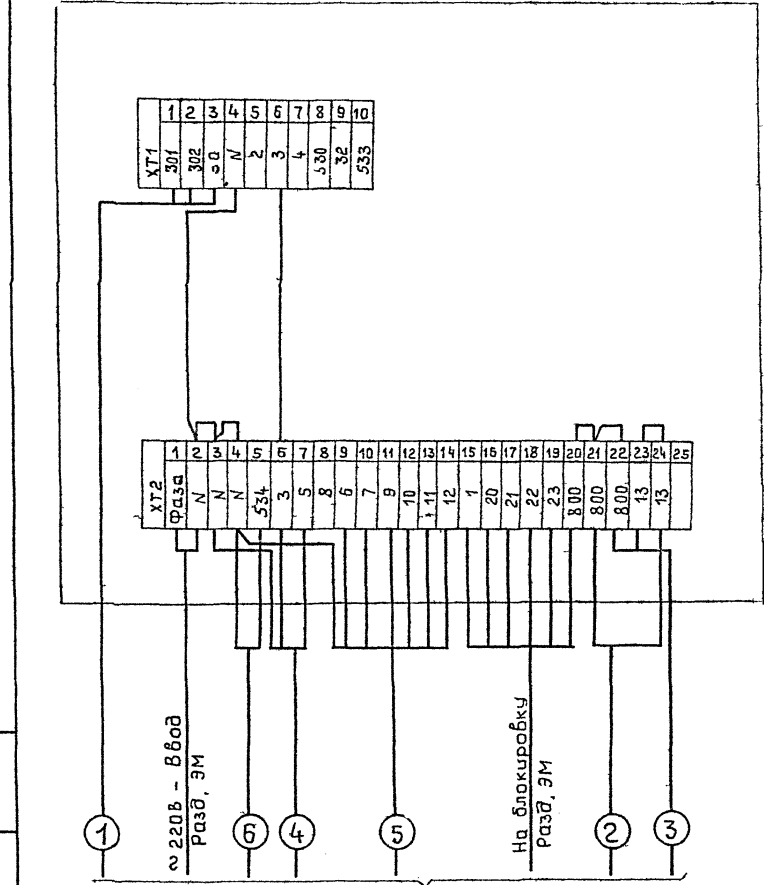 XT1 1 2 3 4 5 6 7 8 9 10
301 302 N 2 3 4 530 32 533
XT2 1 2 3 4 5 6 7 8 9 10 11 12 13 14 15 16 17 18 19 20 21 22 23 24 25
Фаза N N N 534 3 5 8 6 7 9 10 11 12 1 20 21 22 23 800 800 800 13 13
~ 220В - Ввод
Разд, ЭМ
На блокировку
Разд, ЭМ
1 6 4 5 2 3